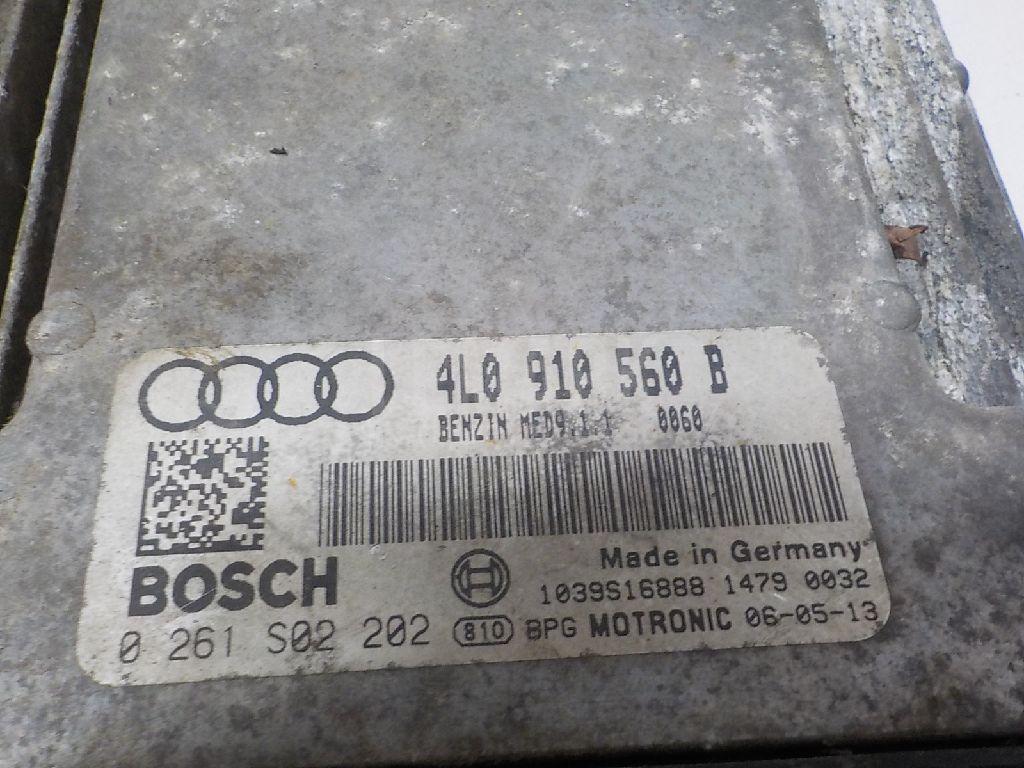 4L0 910 560 B
BENZIN MED9.1.1 0060
BOSCH
Made in Germany
1039S16888 1479 0032
0 261 S02 202
810 BPG MOTRONIC 06-05-13